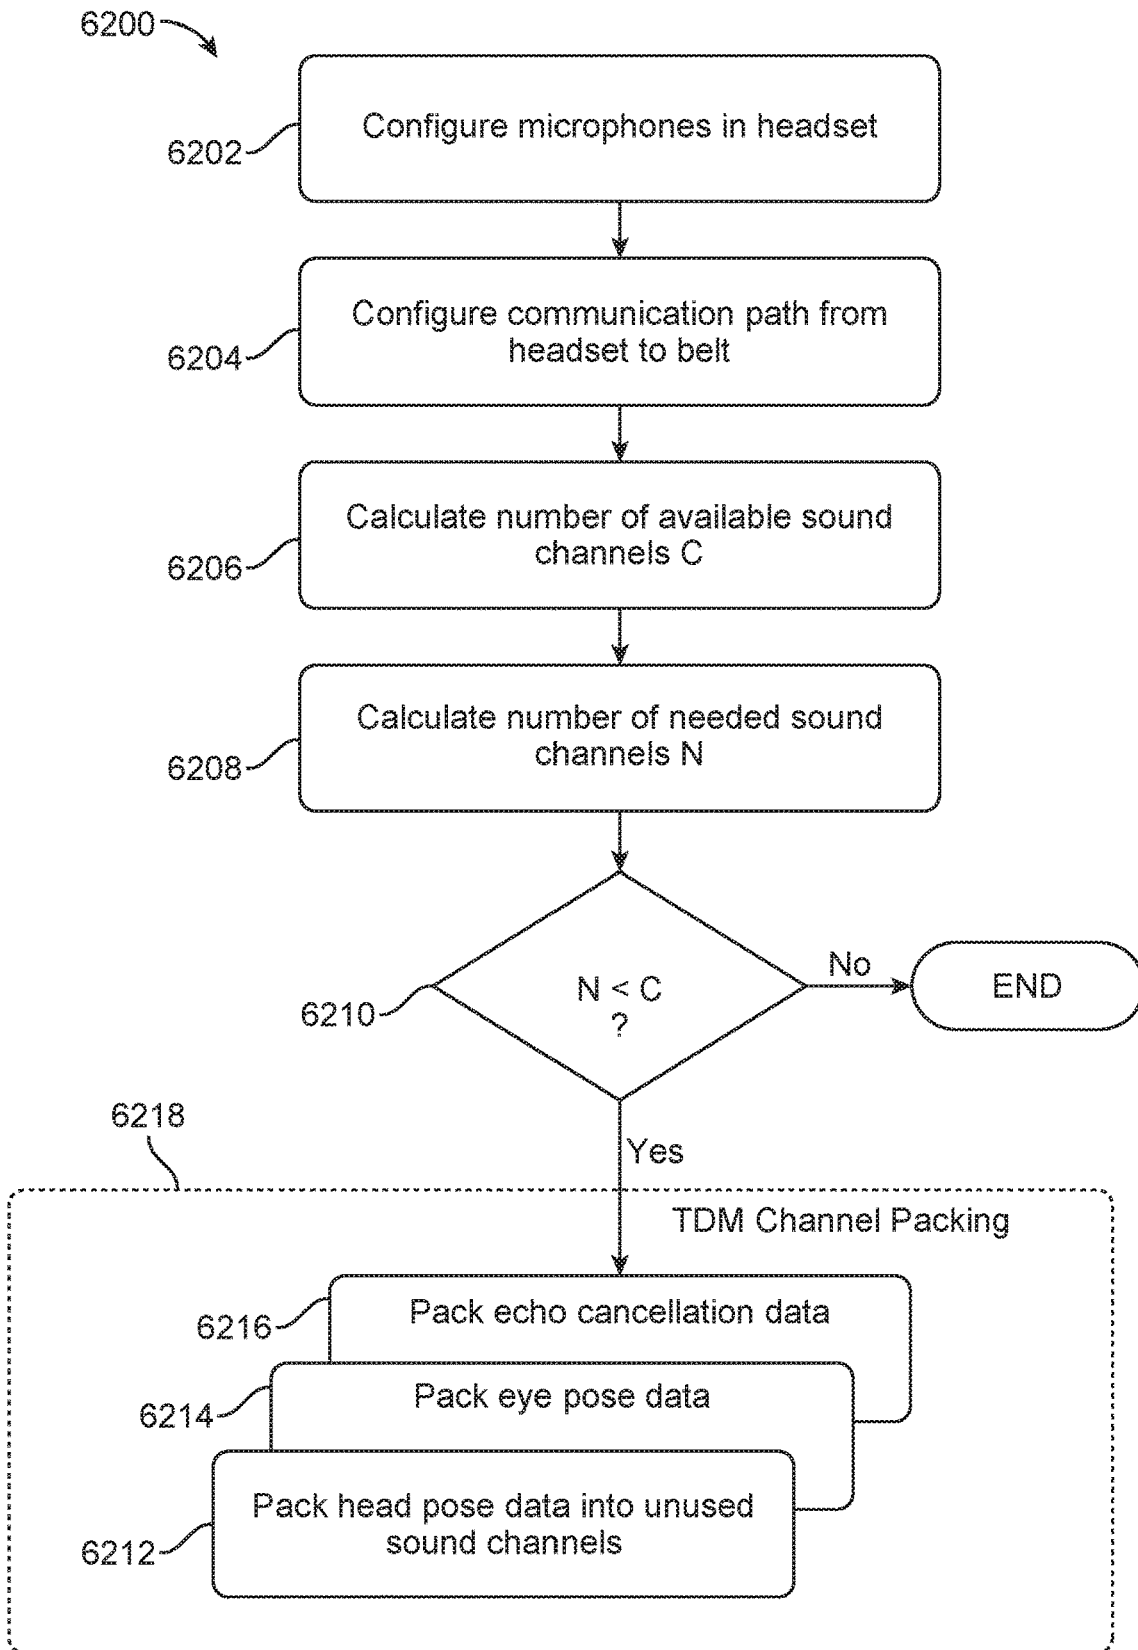 6200
Configure microphones in headset
6202
Configure communication path from
headset to belt
6204
Calculate number of available sound
channels C
6206
Calculate number of needed sound
channels N
6208
N < C
?
6210
No
END
6218
Yes
TDM Channel Packing
Pack echo cancellation data
6216
Pack eye pose data
6214
Pack head pose data into unused
sound channels
6212